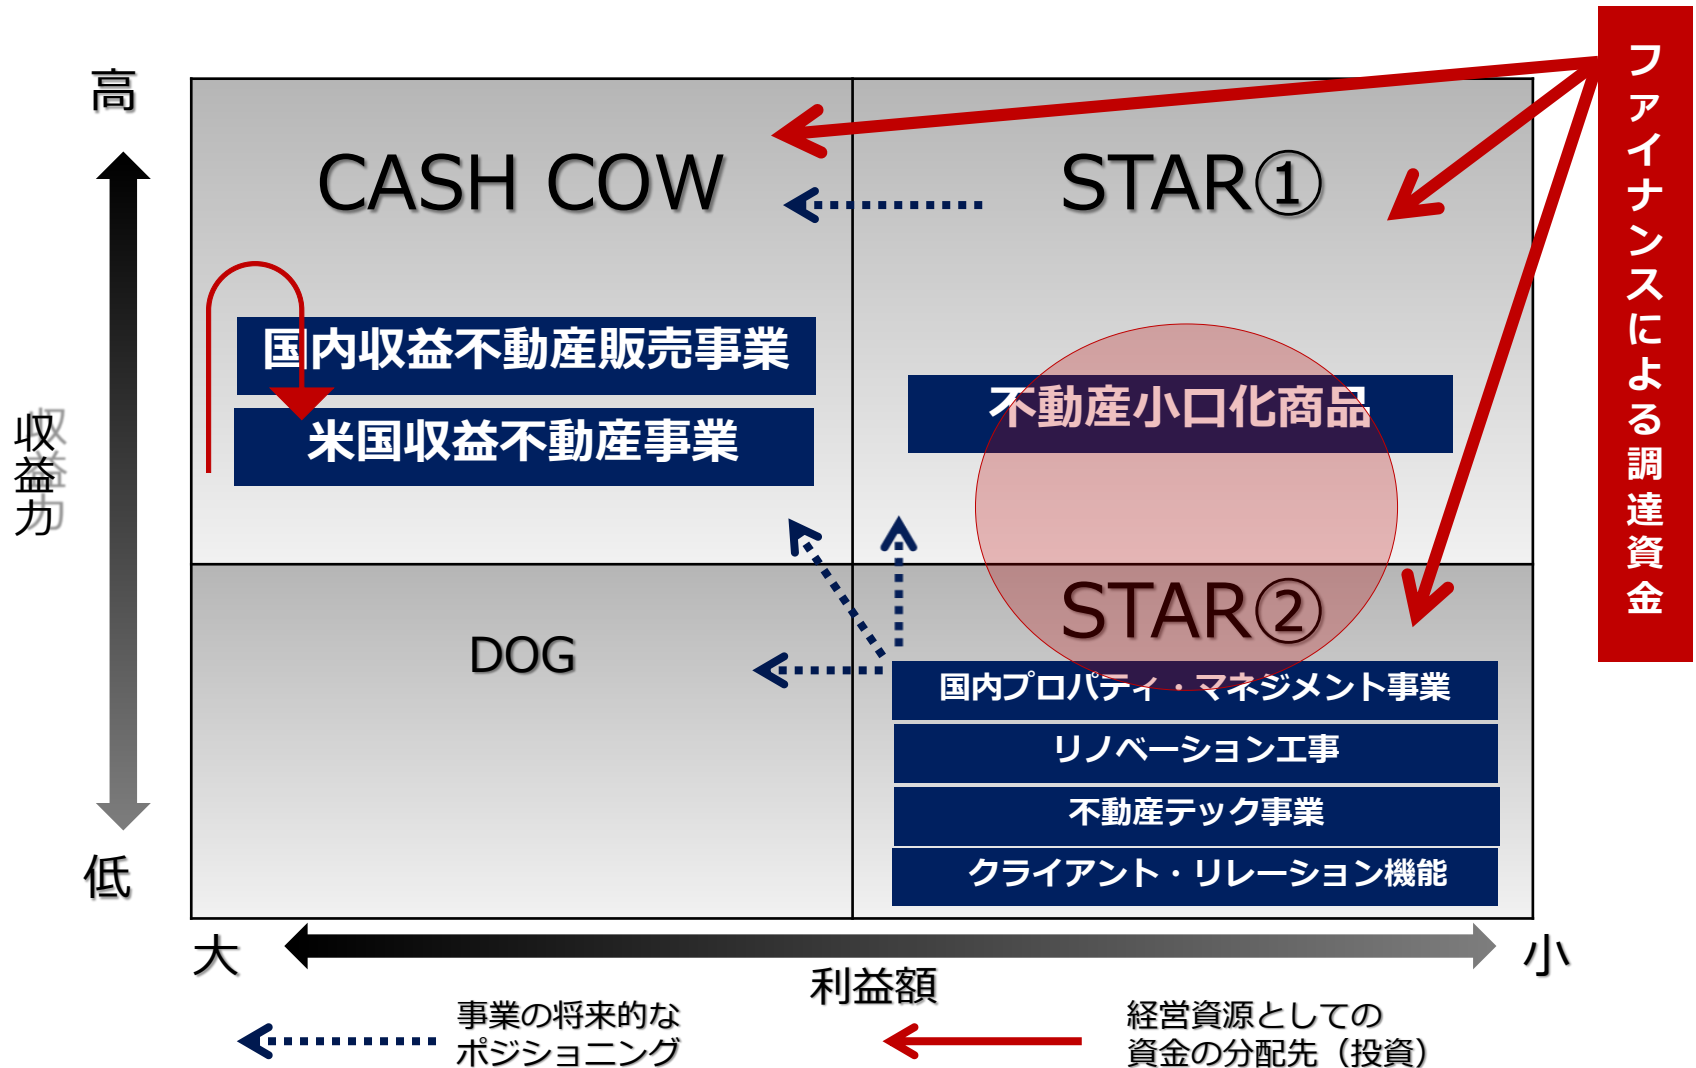 高
CASH COW
STAR①
国内収益不動産販売事業
米国収益不動産事業
不動産小口化商品
収益力
DOG
STAR②
国内プロパティ・マネジメント事業
リノベーション工事
不動産テック事業
クライアント・リレーション機能
低
大
利益額
小
事業の将来的な
ポジショニング
経営資源としての
資金の分配先（投資）
ファイナンスによる調達資金